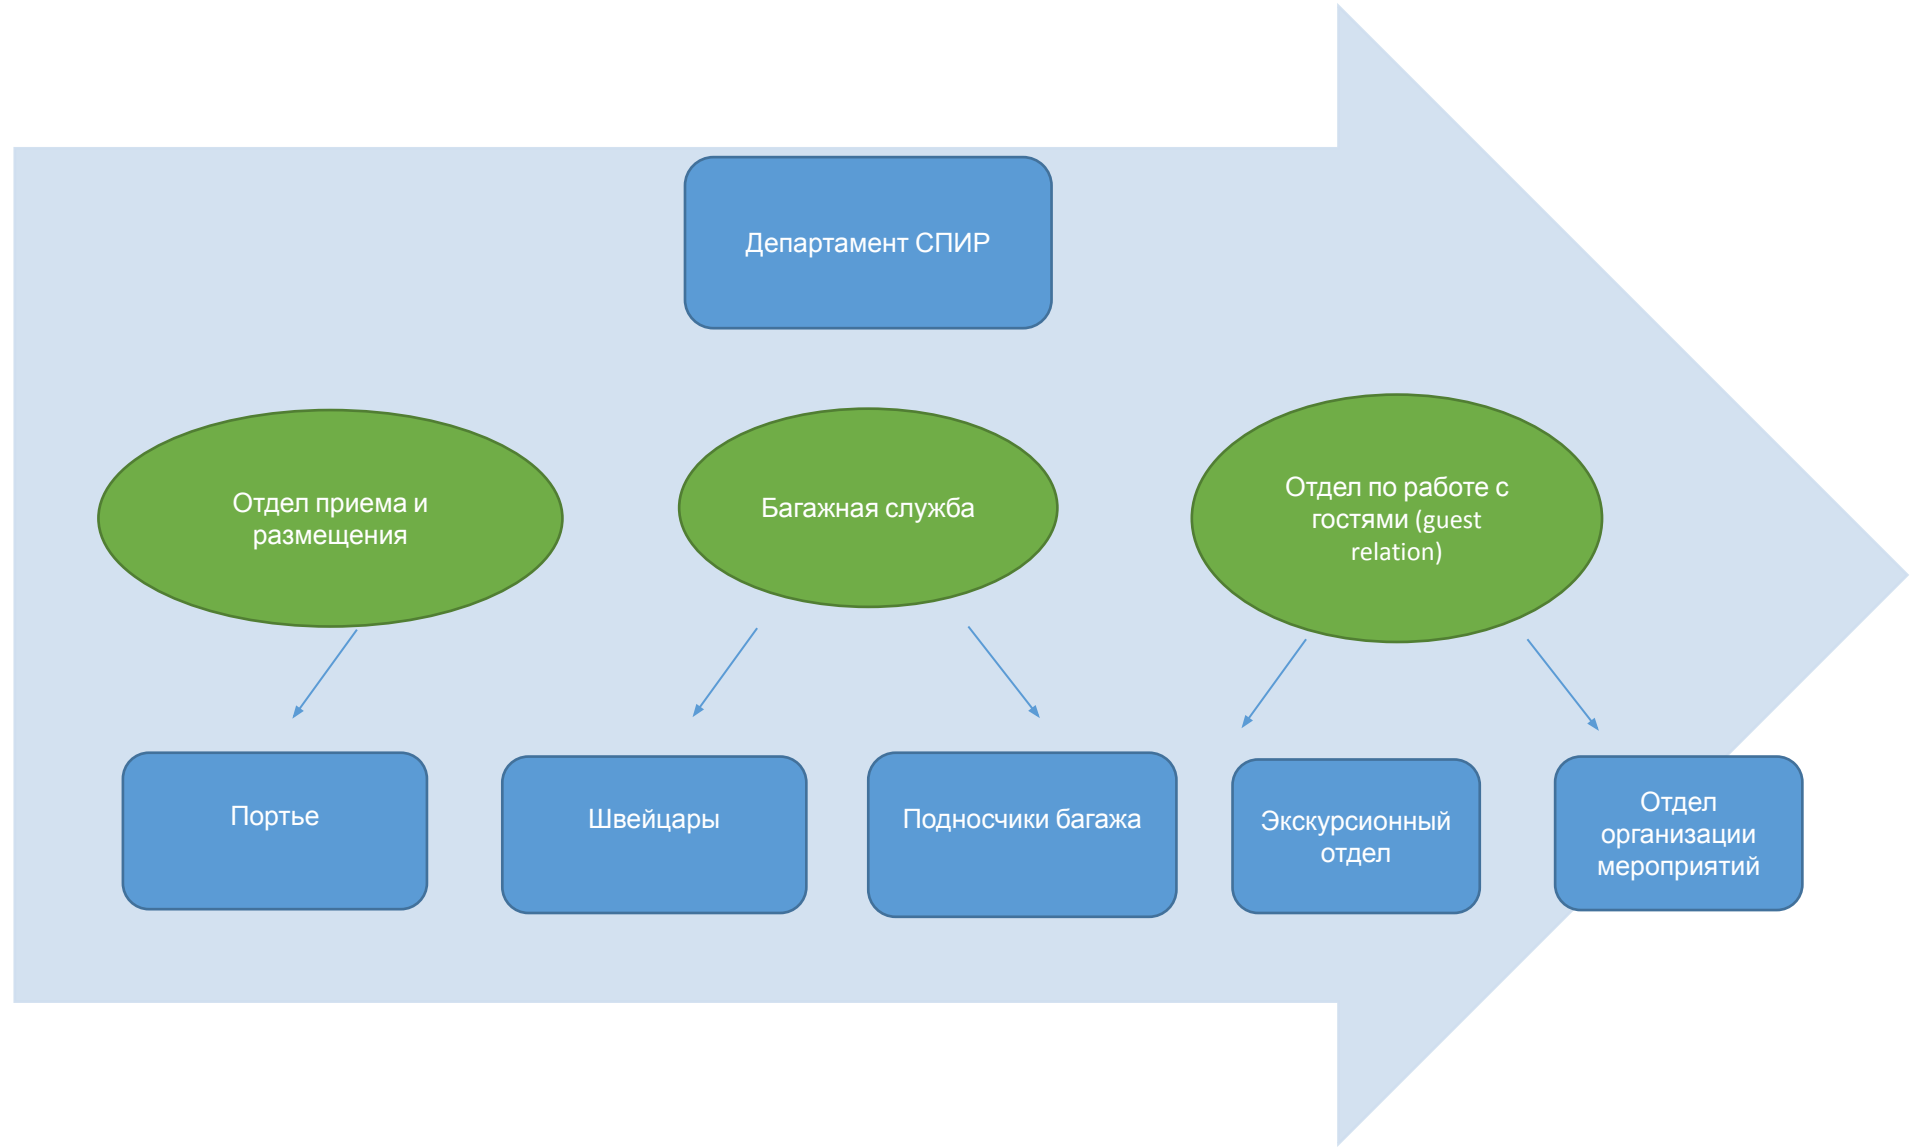 Департамент СПИР
Отдел приема и
размещения
Багажная служба
Отдел по работе с
гостями (guest
relation)
Портье
Швейцары
Подносчики багажа
Экскурсионный
отдел
Отдел
организации
мероприятий